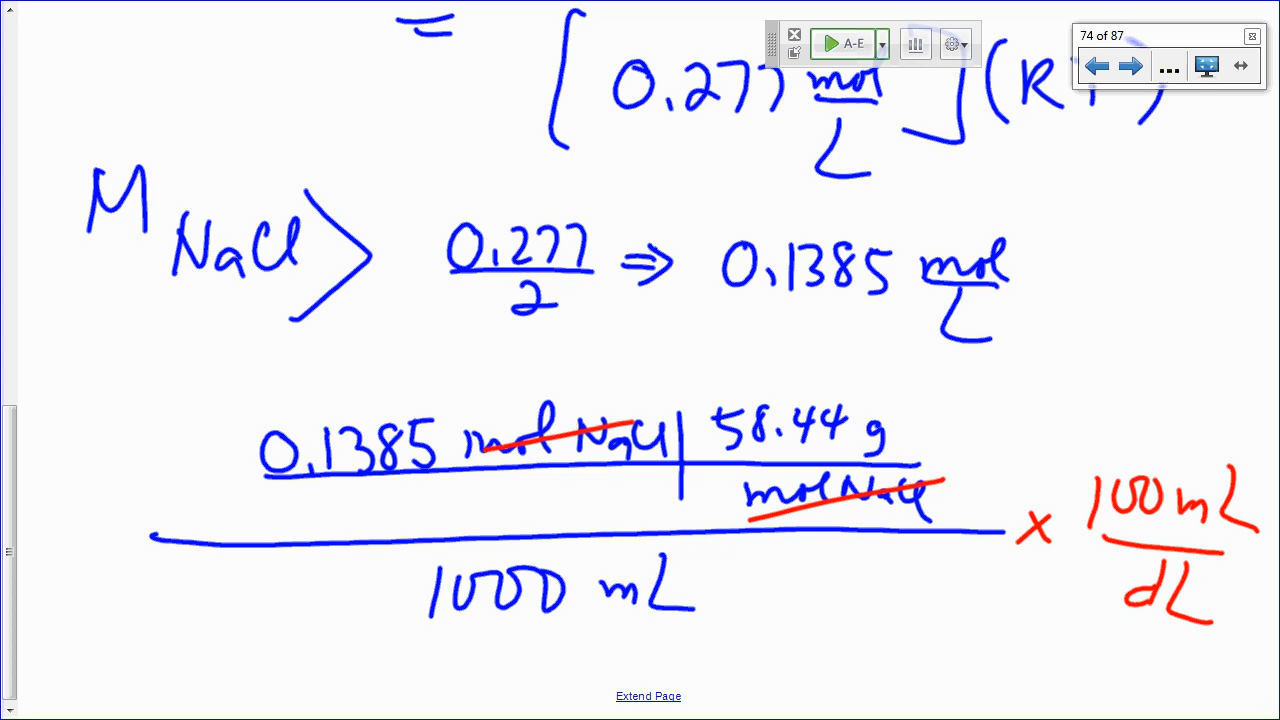 A-E
74 of 87
...
= [ 0.277 mol/L ] (RT)
M NaCl > 0.277/2 ⇒ 0.1385 mol/L
0.1385 mol NaCl | 58.44 g
mol NaCl
1000 mL
× 100 mL/dL
Extend Page